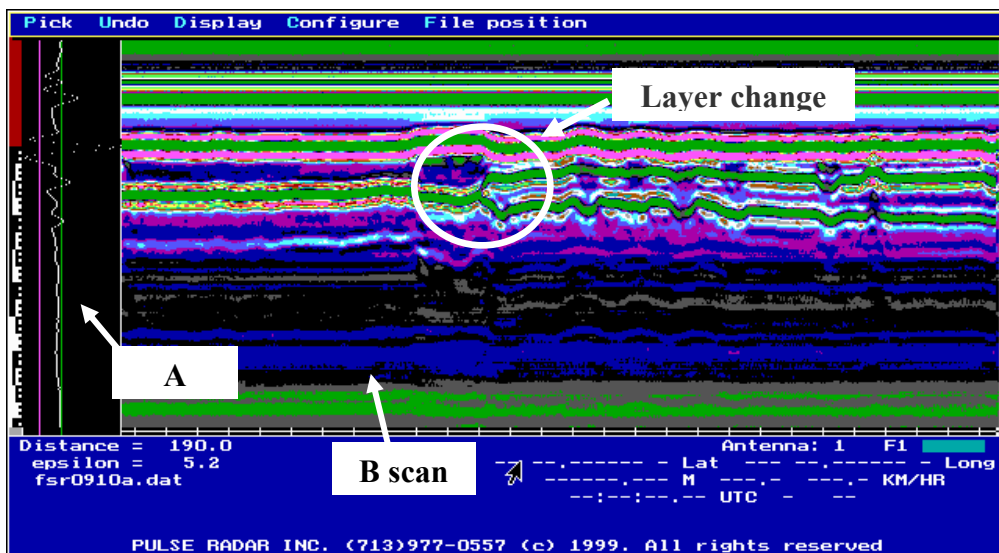 Pick Undo Display Configure File position
Layer change
A
B scan
Distance = 190.0
epsilon = 5.2
fsr0910a.dat
Antenna: 1 F1
-- --.------ - Lat --- --.------ - Long
------.--- M ---.- ---.- KM/HR
--:--:--.-- UTC - --
PULSE RADAR INC. (713)977-0557 (c) 1999. All rights reserved